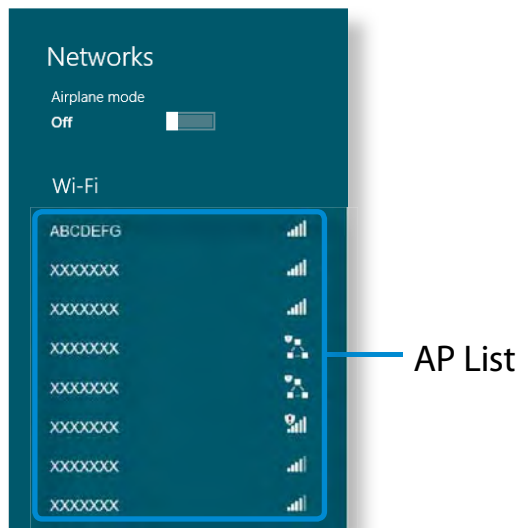 Networks
Airplane mode
Off
Wi-Fi
ABCDEFG
XXXXXXX
XXXXXXX
XXXXXXX
XXXXXXX
XXXXXXX
XXXXXXX
XXXXXXX
AP List